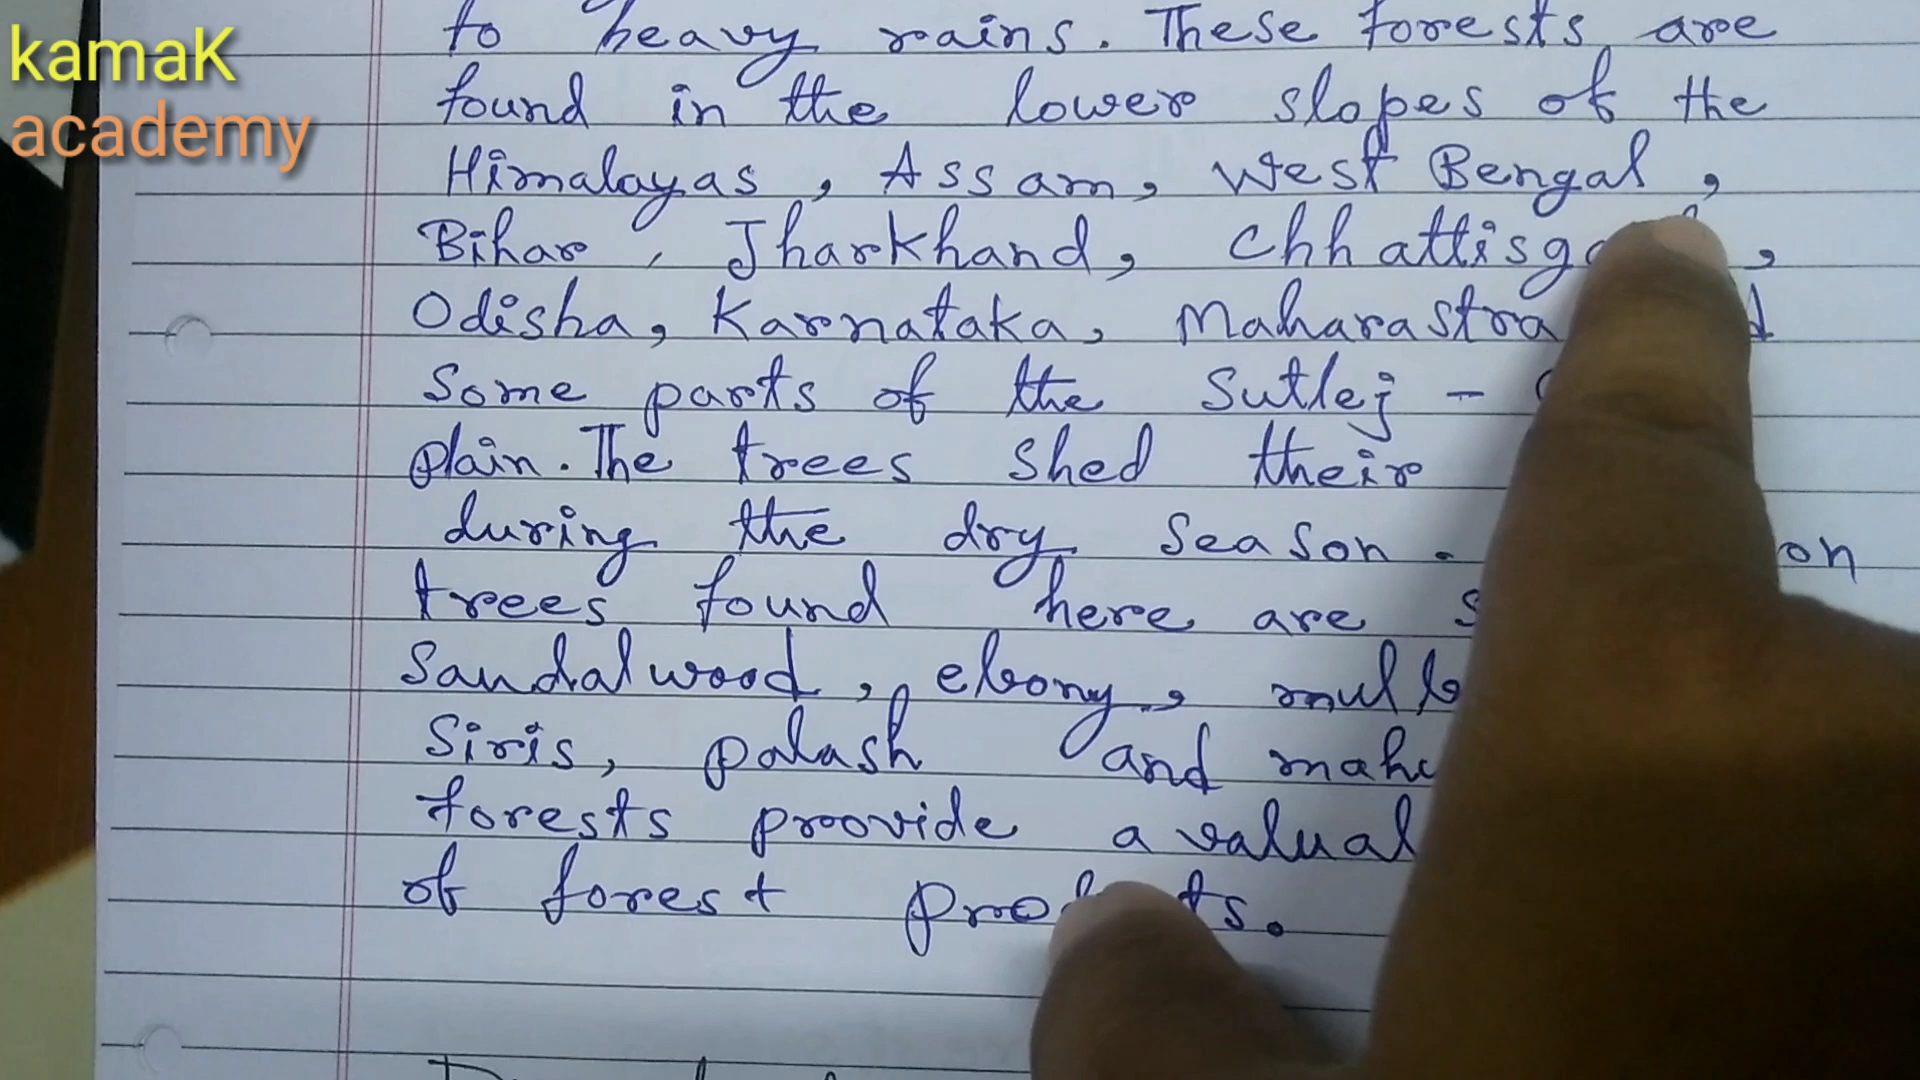 kamaK
academy
to heavy rains. These forests are
found in the lower slopes of the
Himalayas, Assam, West Bengal,
Bihar, Jharkhand,
Odisha, Karnataka, Maharastra
Some parts of the Sutlej -
plain. The trees shed their
during the dry season.
trees found here are
Sandalwood, ebony,
Siris, palash and
forests proovide a
of forest